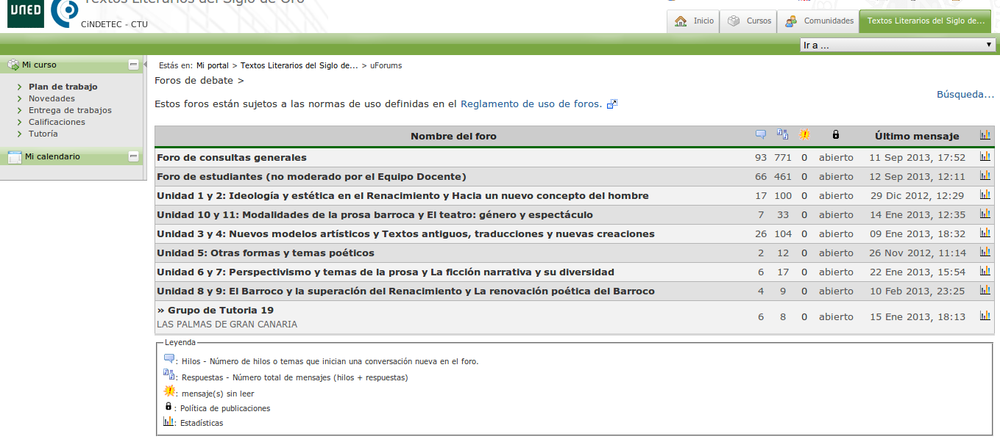 Textos Literarios del Siglo de Oro
UNED
CiNDETEC - CTU
Inicio
Cursos
Comunidades
Textos Literarios del Siglo de...
Ir a ...
Mi curso
Plan de trabajo
Novedades
Entrega de trabajos
Calificaciones
Tutoría
Mi calendario
Estás en: Mi portal > Textos Literarios del Siglo de... > uForums
Foros de debate >
Búsqueda...
Estos foros están sujetos a las normas de uso definidas en el Reglamento de uso de foros.
Nombre del foro Último mensaje
Foro de consultas generales 93 771 0 abierto 11 Sep 2013, 17:52
Foro de estudiantes (no moderado por el Equipo Docente) 66 461 0 abierto 12 Sep 2013, 12:11
Unidad 1 y 2: Ideología y estética en el Renacimiento y Hacia un nuevo concepto del hombre 17 100 0 abierto 29 Dic 2012, 12:29
Unidad 10 y 11: Modalidades de la prosa barroca y El teatro: género y espectáculo 7 33 0 abierto 14 Ene 2013, 12:35
Unidad 3 y 4: Nuevos modelos artísticos y Textos antiguos, traducciones y nuevas creaciones 26 104 0 abierto 09 Ene 2013, 18:32
Unidad 5: Otras formas y temas poéticos 2 12 0 abierto 26 Nov 2012, 11:14
Unidad 6 y 7: Perspectivismo y temas de la prosa y La ficción narrativa y su diversidad 6 17 0 abierto 22 Ene 2013, 15:54
Unidad 8 y 9: El Barroco y la superación del Renacimiento y La renovación poética del Barroco 4 9 0 abierto 10 Feb 2013, 23:25
» Grupo de Tutoria 19 6 8 0 abierto 15 Ene 2013, 18:13
LAS PALMAS DE GRAN CANARIA
Leyenda
: Hilos - Número de hilos o temas que inician una conversación nueva en el foro.
: Respuestas - Número total de mensajes (hilos + respuestas)
: mensaje(s) sin leer
: Política de publicaciones
: Estadísticas